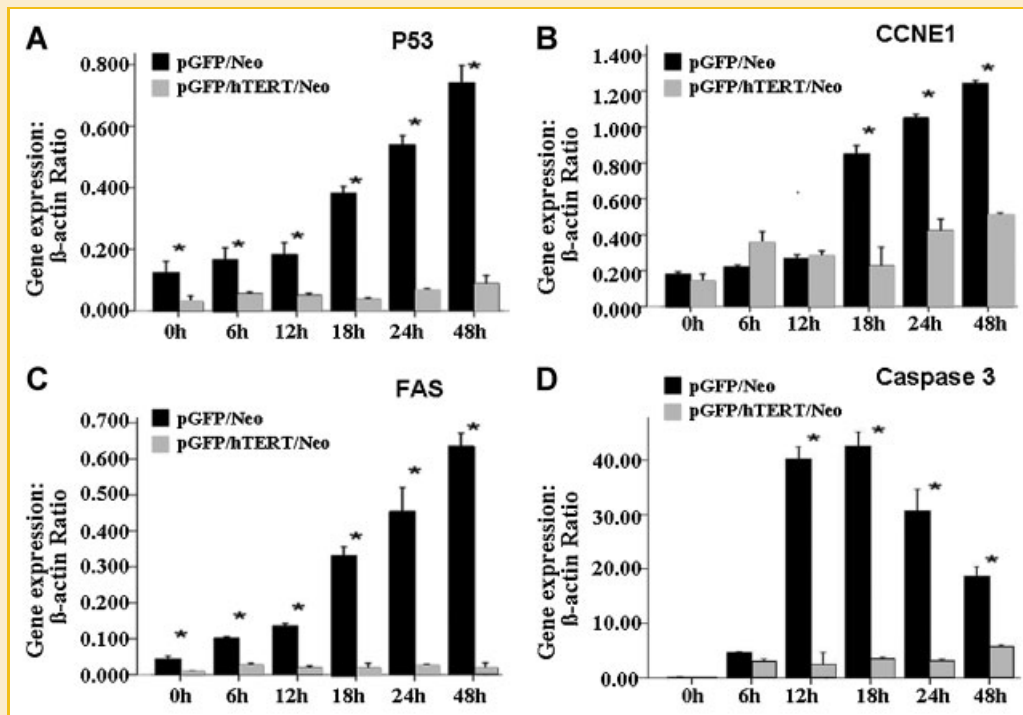 A
P53
pGFP/Neo
pGFP/hTERT/Neo
Gene expression:
ß-actin Ratio
0.800
0.600
0.400
0.200
0.000
* * * * * *
0h 6h 12h 18h 24h 48h
B
CCNE1
pGFP/Neo
pGFP/hTERT/Neo
Gene expression:
ß-actin Ratio
1.400
1.200
1.000
0.800
0.600
0.400
0.200
0.000
* * *
0h 6h 12h 18h 24h 48h
C
FAS
pGFP/Neo
pGFP/hTERT/Neo
Gene expression:
ß-actin Ratio
0.700
0.600
0.500
0.400
0.300
0.200
0.100
0.000
* * * * * *
0h 6h 12h 18h 24h 48h
D
Caspase 3
pGFP/Neo
pGFP/hTERT/Neo
Gene expression:
ß-actin Ratio
40.00
30.00
20.00
10.00
0.00
* * * *
0h 6h 12h 18h 24h 48h